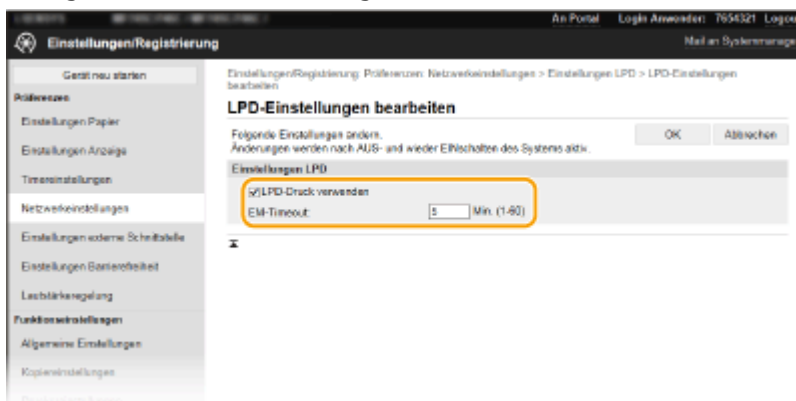 An Portal Login Anwender: 7654321 Logou
Einstellungen/Registrierung
Mail an Systemmanage
Gerät neu starten
Präferenzen
Einstellungen Papier
Einstellungen Anzeige
Timereinstellungen
Netzwerkeinstellungen
Einstellungen externe Schnittstelle
Einstellungen Barrierefreiheit
Lautstärkeregelung
Funktionseinstellungen
Allgemeine Einstellungen
Kopiereinstellungen
Einstellungen/Registrierung: Präferenzen: Netzwerkeinstellungen > Einstellungen LPD > LPD-Einstellungen
bearbeiten
LPD-Einstellungen bearbeiten
Folgende Einstellungen ändern.
Änderungen werden nach AUS- und wieder EINschalten des Systems aktiv.
OK Abbrechen
Einstellungen LPD
LPD-Druck verwenden
EM-Timeout: 5 Min. (1-60)